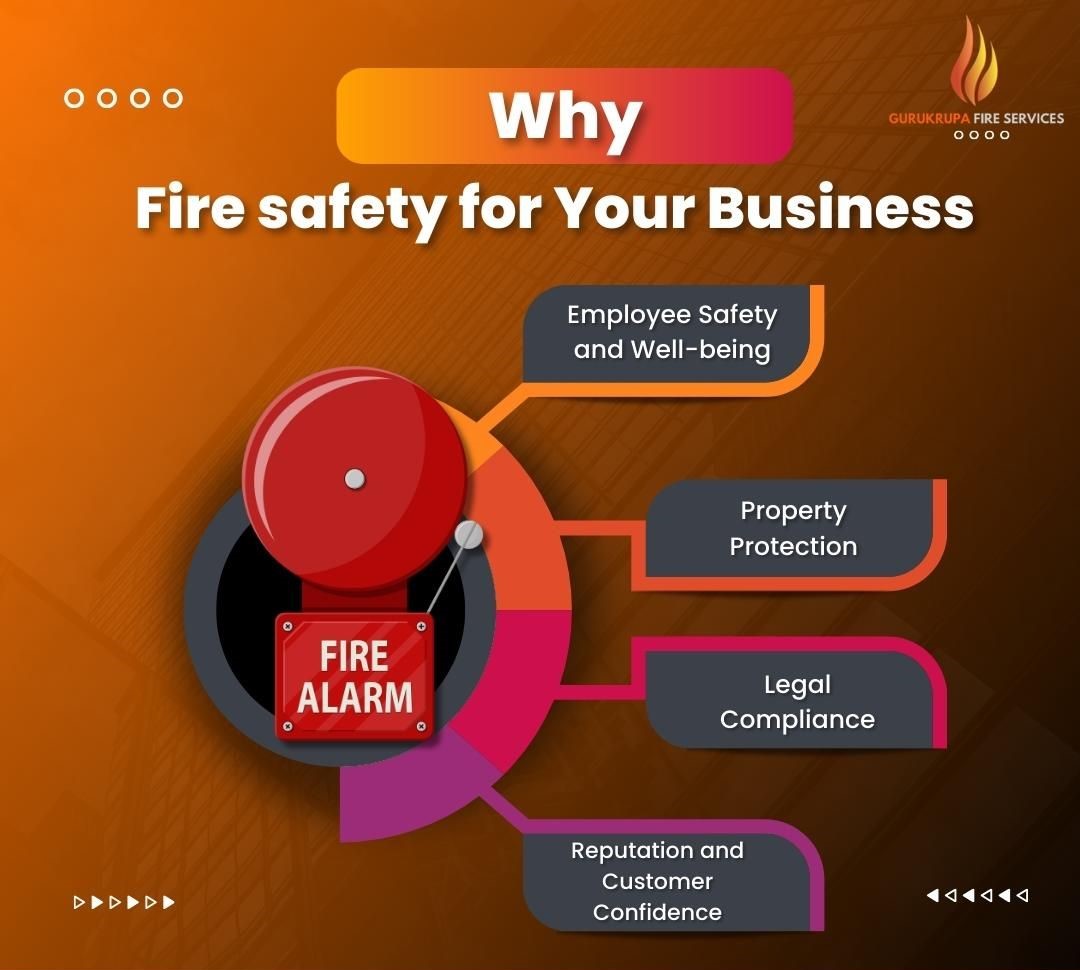 Why
GURUKRUPA FIRE SERVICES
Fire safety for Your Business
Employee Safety
and Well-being
Property
Protection
Legal
Compliance
FIRE
ALARM
Reputation and
Customer
Confidence